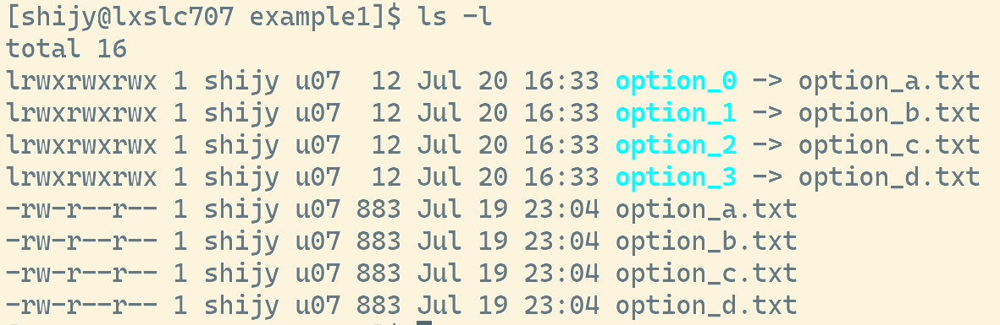 [shijy@lxslc707 example1]$ ls -l
total 16
lrwxrwxrwx 1 shijy u07  12 Jul 20 16:33 option_0 -> option_a.txt
lrwxrwxrwx 1 shijy u07  12 Jul 20 16:33 option_1 -> option_b.txt
lrwxrwxrwx 1 shijy u07  12 Jul 20 16:33 option_2 -> option_c.txt
lrwxrwxrwx 1 shijy u07  12 Jul 20 16:33 option_3 -> option_d.txt
-rw-r--r-- 1 shijy u07 883 Jul 19 23:04 option_a.txt
-rw-r--r-- 1 shijy u07 883 Jul 19 23:04 option_b.txt
-rw-r--r-- 1 shijy u07 883 Jul 19 23:04 option_c.txt
-rw-r--r-- 1 shijy u07 883 Jul 19 23:04 option_d.txt